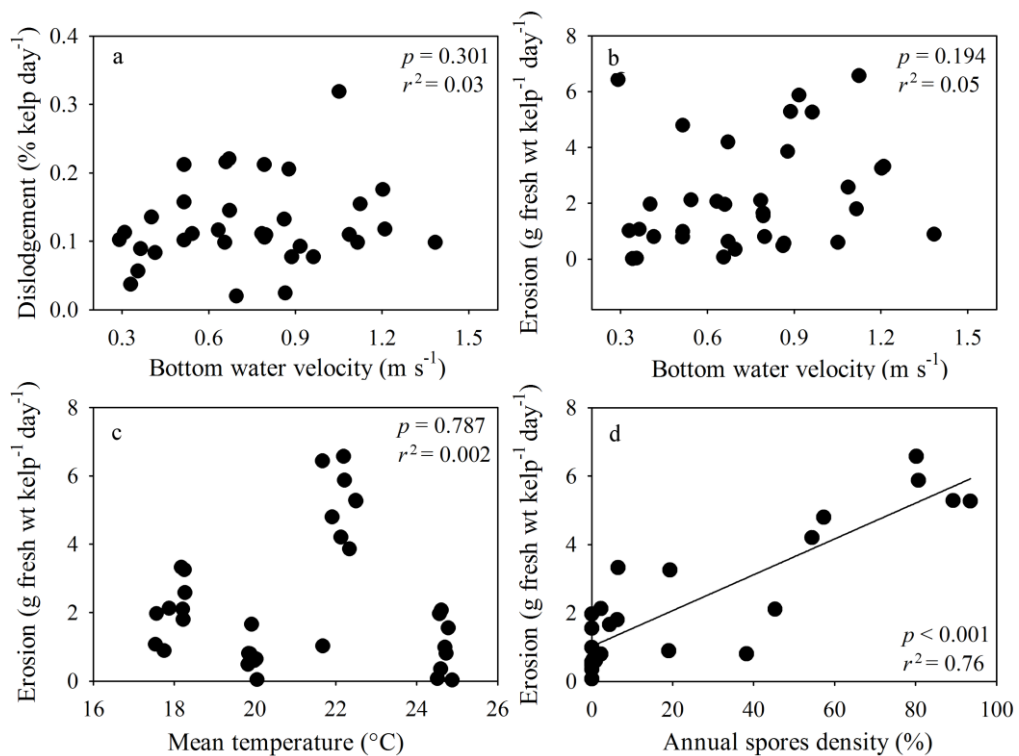 a
p = 0.301
r² = 0.03
0.4
0.3
0.2
0.1
0.0
Dislodgement (% kelp day⁻¹)
0.3 0.6 0.9 1.2 1.5
Bottom water velocity (m s⁻¹)
b
p = 0.194
r² = 0.05
8
6
4
2
0
Erosion (g fresh wt kelp⁻¹ day⁻¹)
0.3 0.6 0.9 1.2 1.5
Bottom water velocity (m s⁻¹)
c
p = 0.787
r² = 0.002
8
6
4
2
0
Erosion (g fresh wt kelp⁻¹ day⁻¹)
16 18 20 22 24 26
Mean temperature (°C)
d
8
6
4
2
0
Erosion (g fresh wt kelp⁻¹ day⁻¹)
p < 0.001
r² = 0.76
0 20 40 60 80 100
Annual spores density (%)